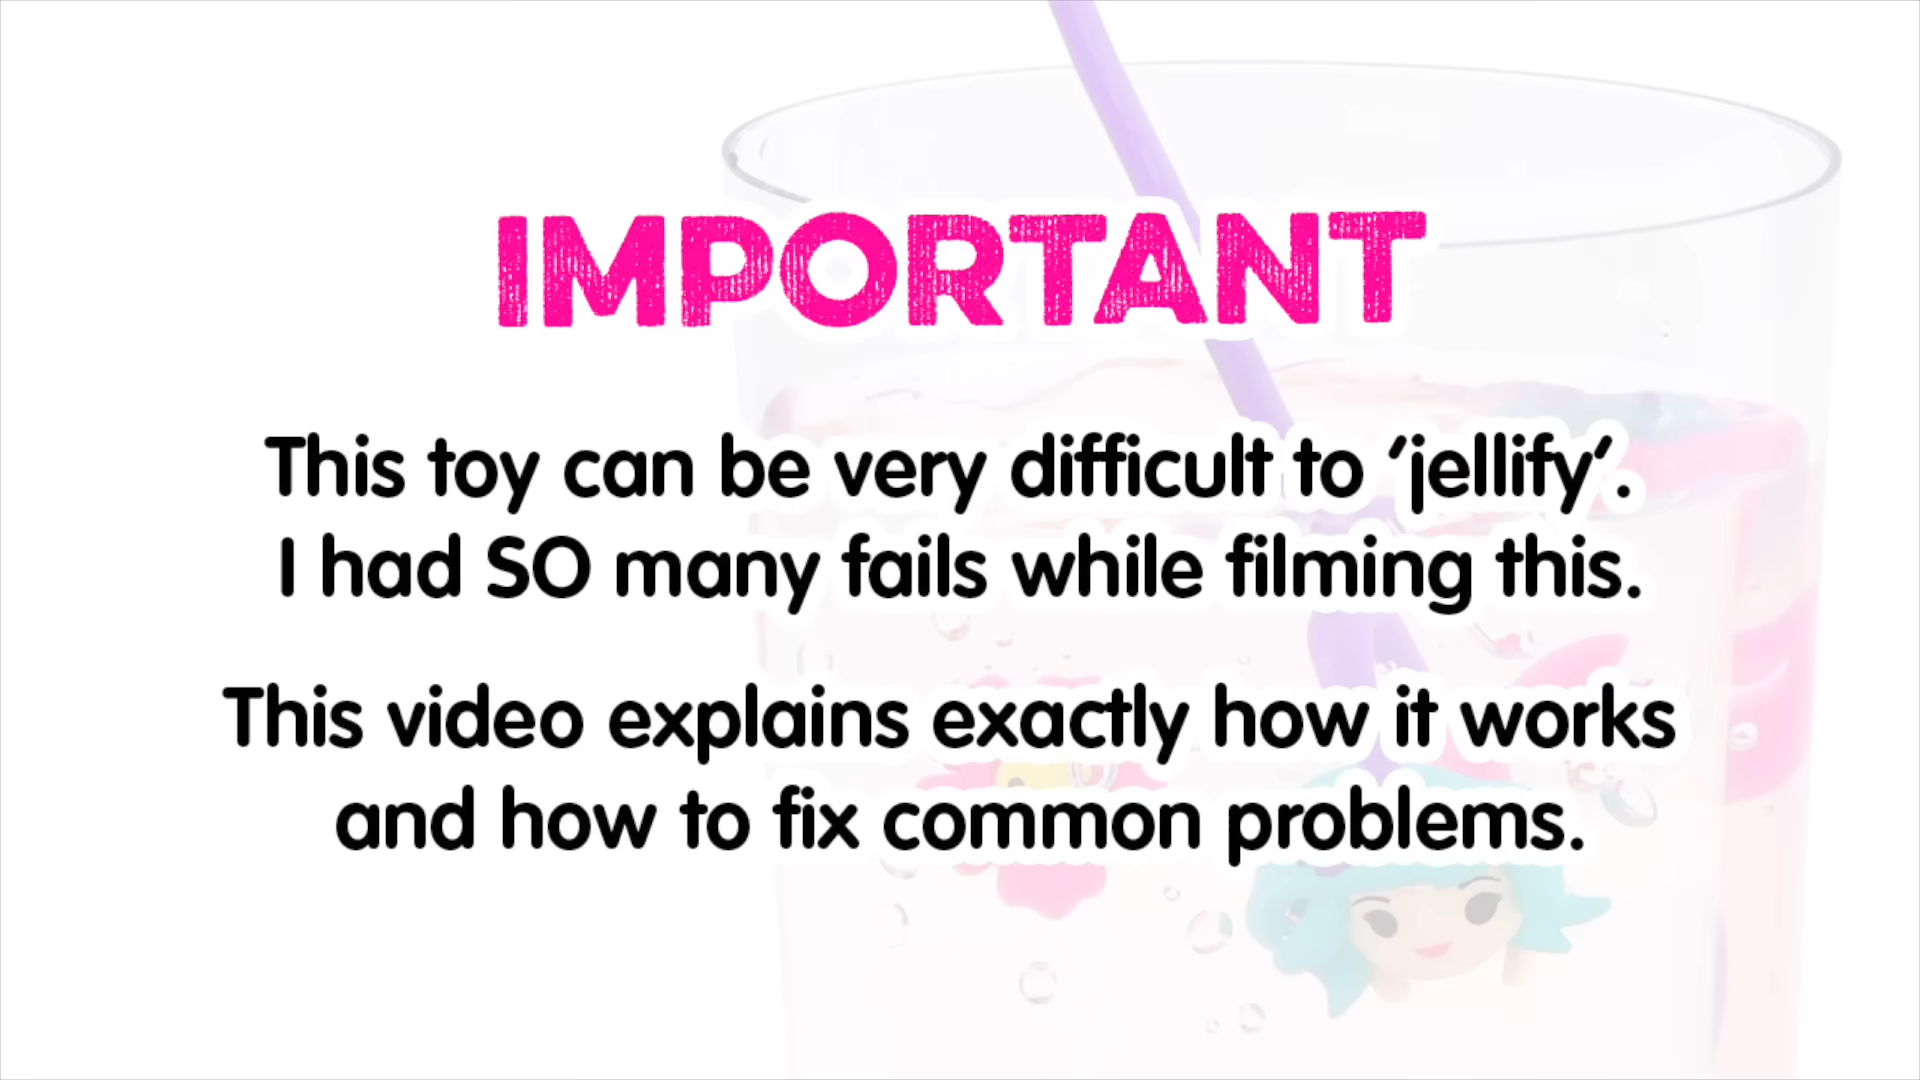 IMPORTANT
This toy can be very difficult to ‘jellify’.
I had SO many fails while filming this.
This video explains exactly how it works
and how to fix common problems.